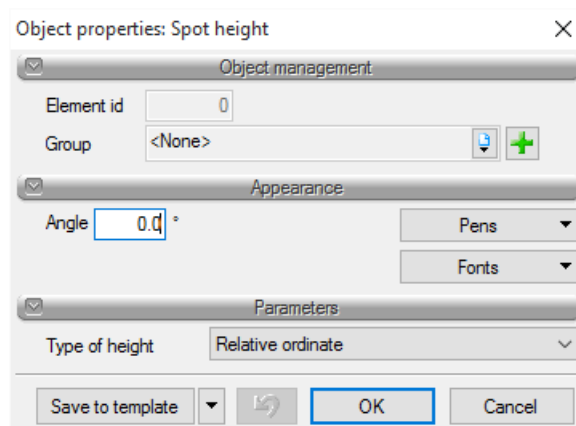 Object properties: Spot height
Object management
Element id 0
Group <None>
Appearance
Angle 0.0 °
Pens
Fonts
Parameters
Type of height Relative ordinate
Save to template OK Cancel